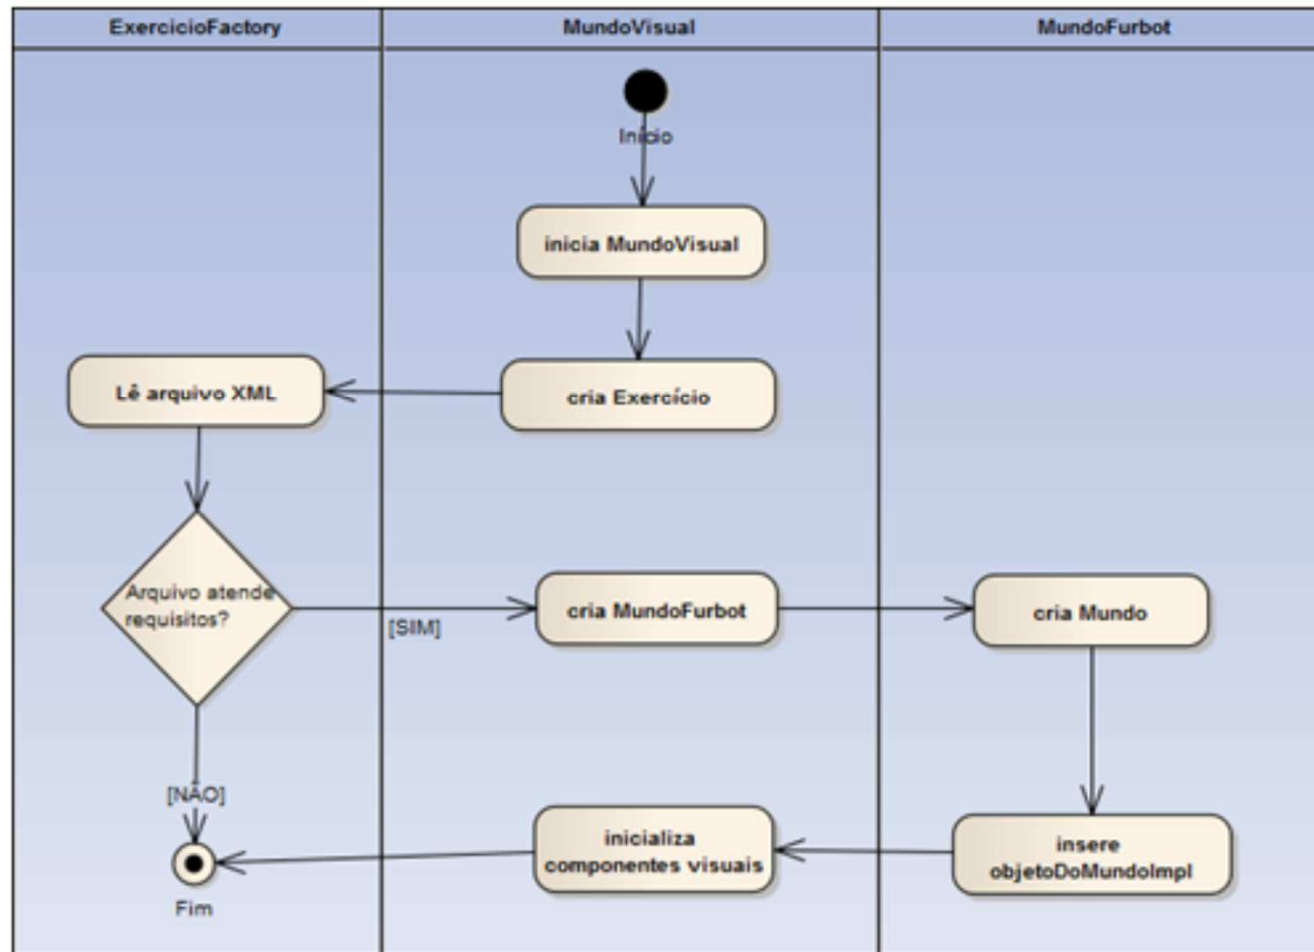 ExercicioFactory
MundoVisual
MundoFurbot
Início
inicia MundoVisual
Lê arquivo XML
cria Exercício
Arquivo atende
requisitos?
[SIM]
cria MundoFurbot
cria Mundo
[NÃO]
inicializa
componentes visuais
insere
objetoDoMundoImpl
Fim